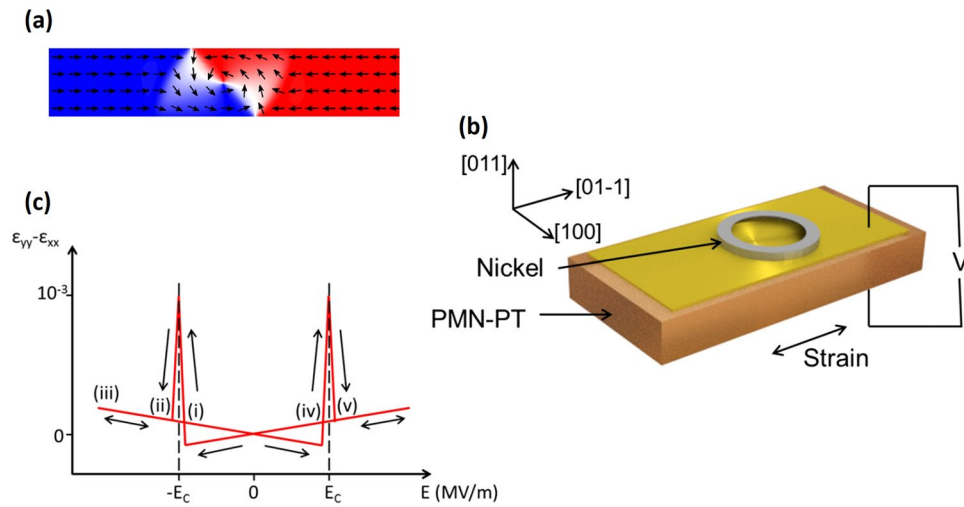 (a)
(b)
[011]
[01-1]
[100]
Nickel
PMN-PT
V
Strain
(c)
εyy-εxx
10-3
(iii)
(ii)
(i)
(iv)
(v)
0
-EC
0
EC
E (MV/m)